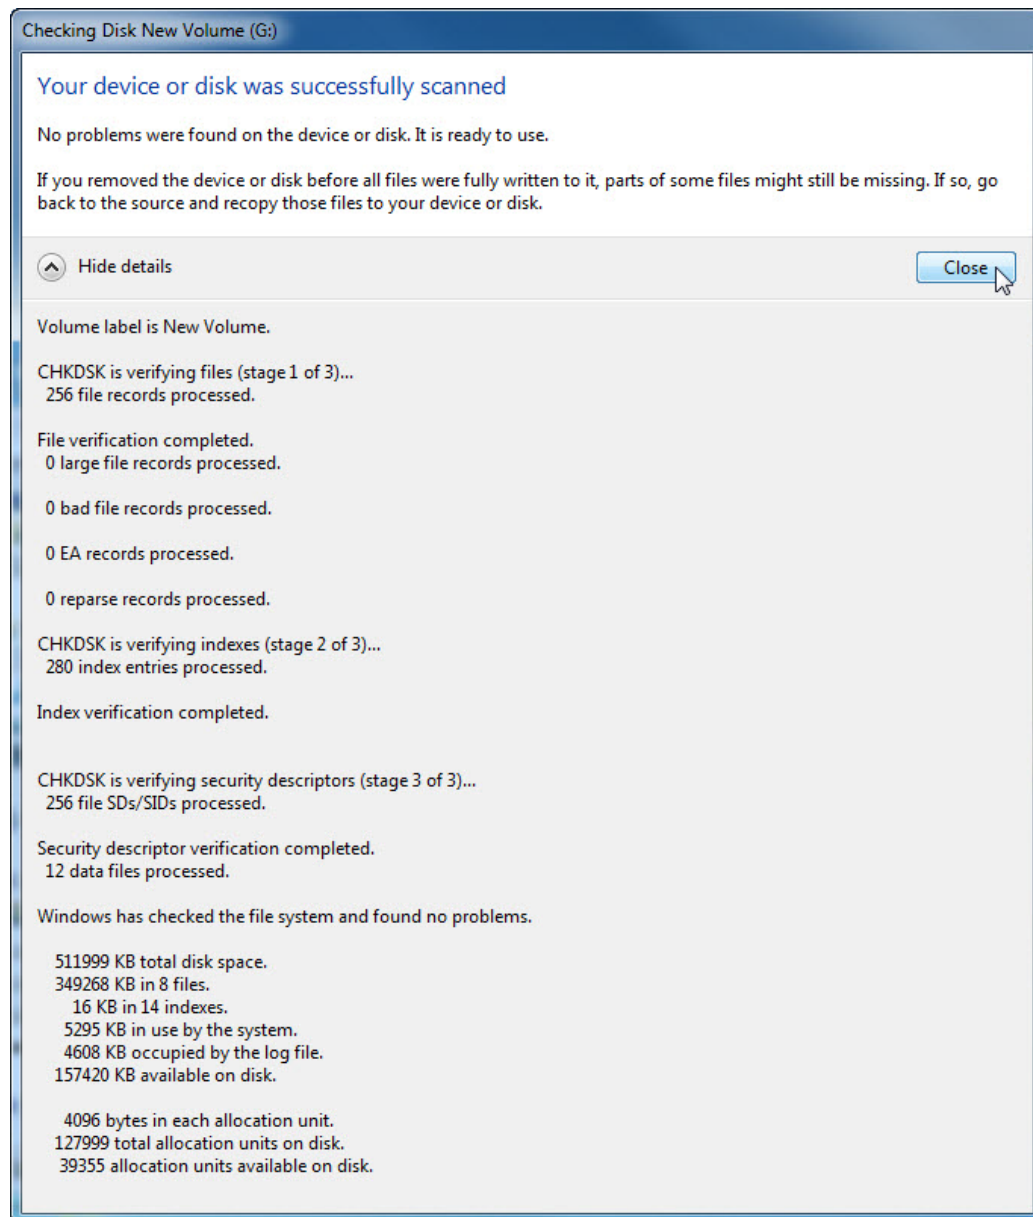 Checking Disk New Volume (G:)
Your device or disk was successfully scanned
No problems were found on the device or disk. It is ready to use.
If you removed the device or disk before all files were fully written to it, parts of some files might still be missing. If so, go
back to the source and recopy those files to your device or disk.
Hide details
Close
Volume label is New Volume.
CHKDSK is verifying files (stage 1 of 3)...
256 file records processed.
File verification completed.
0 large file records processed.
0 bad file records processed.
0 EA records processed.
0 reparse records processed.
CHKDSK is verifying indexes (stage 2 of 3)...
280 index entries processed.
Index verification completed.
CHKDSK is verifying security descriptors (stage 3 of 3)...
256 file SDs/SIDs processed.
Security descriptor verification completed.
12 data files processed.
Windows has checked the file system and found no problems.
511999 KB total disk space.
349268 KB in 8 files.
16 KB in 14 indexes.
5295 KB in use by the system.
4608 KB occupied by the log file.
157420 KB available on disk.
4096 bytes in each allocation unit.
127999 total allocation units on disk.
39355 allocation units available on disk.